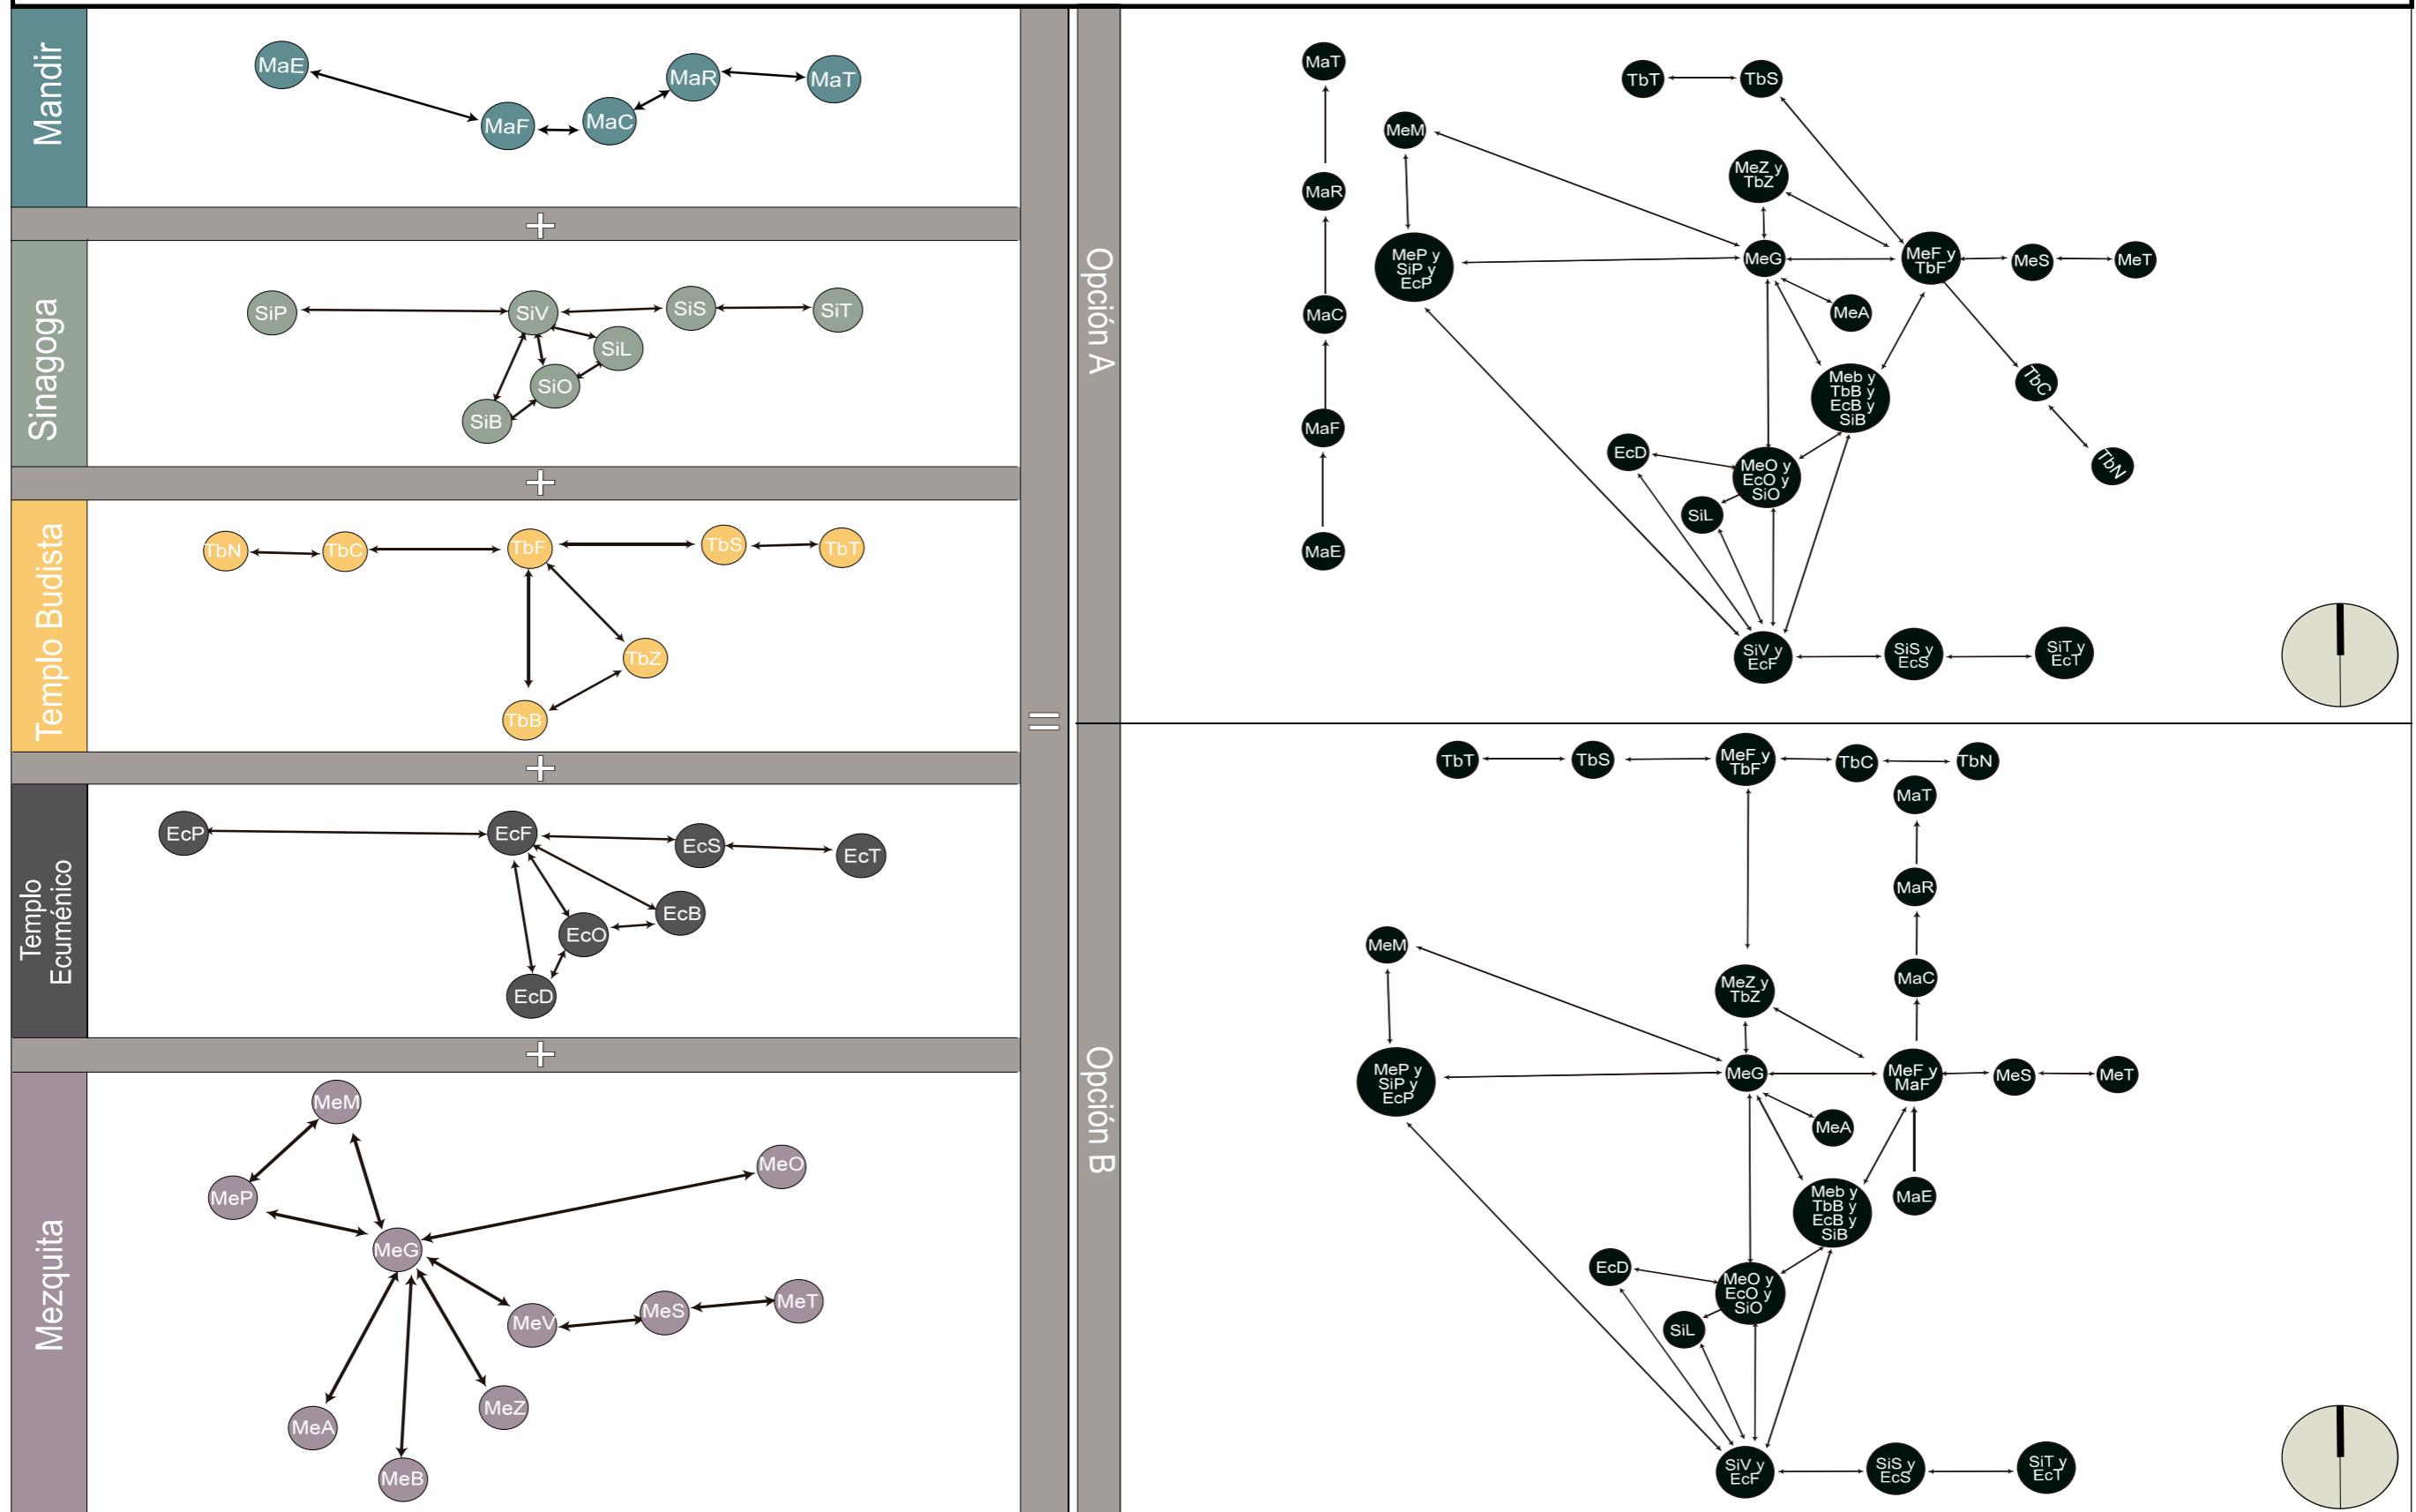 Mandir
MaE
MaF
MaC
MaR
MaT
+
Sinagoga
SiP
SiV
SiS
SiT
SiL
SiO
SiB
+
Templo Budista
TbN
TbC
TbF
TbS
TbT
TbZ
TbB
+
Templo
Ecuménico
EcP
EcF
EcS
EcT
EcB
EcO
EcD
+
Mezquita
MeM
MeO
MeP
MeG
MeV
MeS
MeT
MeZ
MeA
MeB
=
Opción A
MaT
MaR
MaC
MaF
MaE
TbT
TbS
MeM
MeZ y
TbZ
MeP y
SiP y
EcP
MeG
MeF y
TbF
MeS
MeT
MeA
TbC
TbN
Meb y
TbB y
EcB y
SiB
EcD
MeO y
EcO y
SiO
SiL
SiV y
EcF
SiS y
EcS
SiT y
EcT
Opción B
TbT
TbS
MeF y
TbF
TbC
TbN
MaT
MaR
MaC
MeM
MeZ y
TbZ
MeP y
SiP y
EcP
MeG
MeF y
MaF
MeS
MeT
MeA
MaE
Meb y
TbB y
EcB y
SiB
EcD
MeO y
EcO y
SiO
SiL
SiV y
EcF
SiS y
EcS
SiT y
EcT